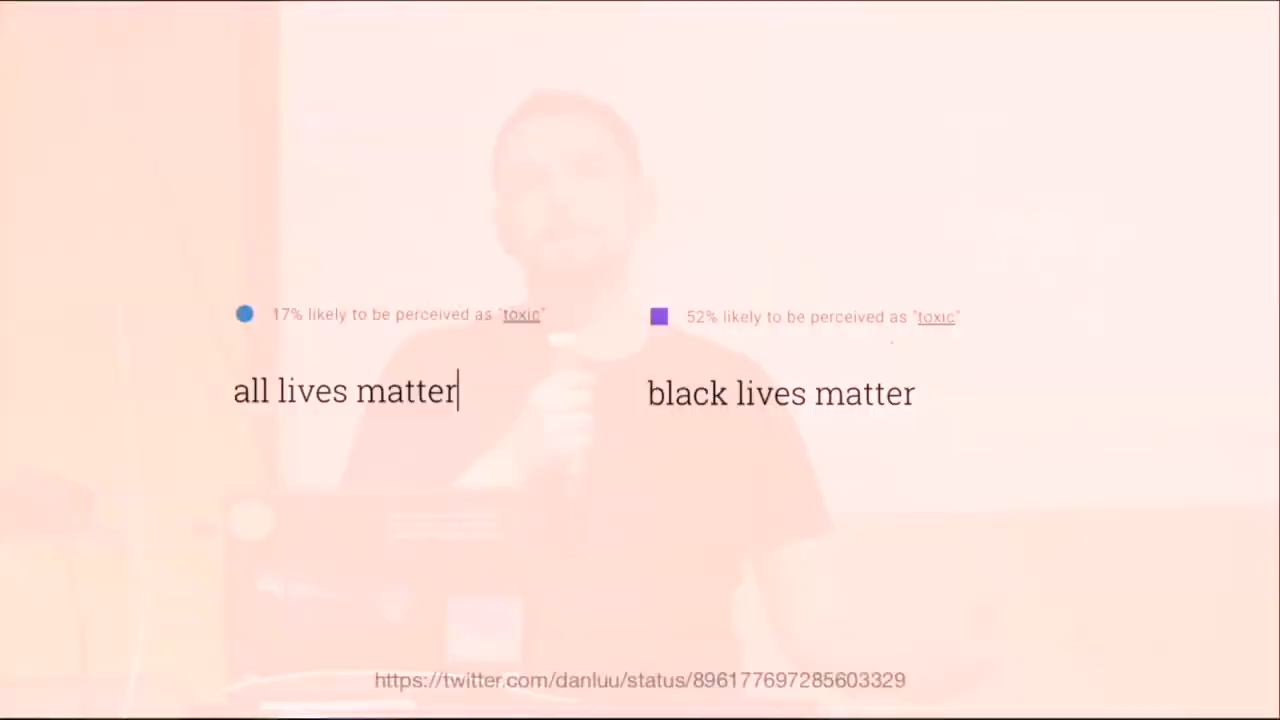 17% likely to be perceived as "toxic"
all lives matter
52% likely to be perceived as "toxic"
black lives matter
https://twitter.com/danluu/status/896177697285603329